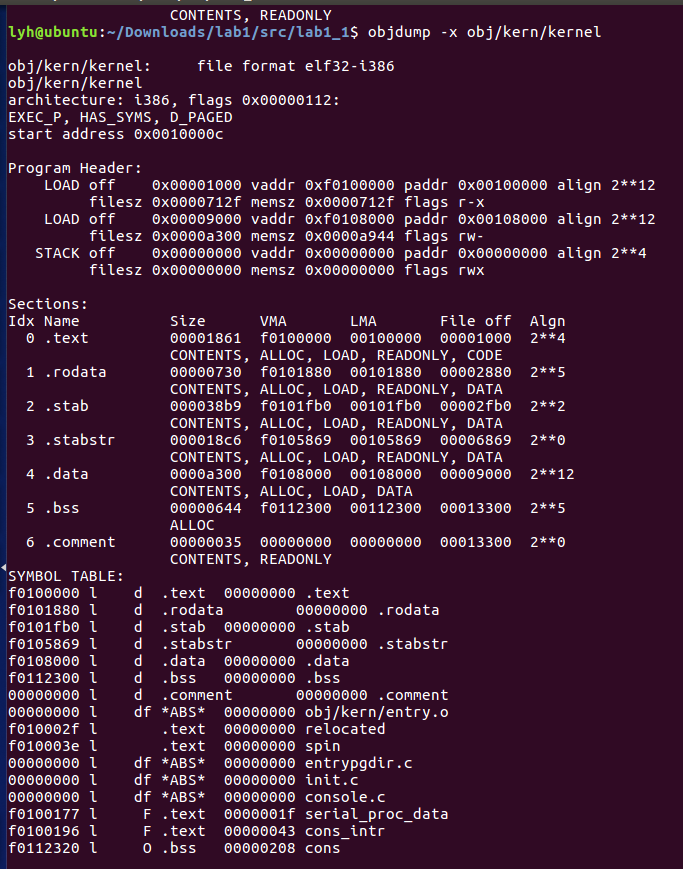 CONTENTS, READONLY
lyh@ubuntu:~/Downloads/lab1/src/lab1_1$ objdump -x obj/kern/kernel

obj/kern/kernel:     file format elf32-i386
obj/kern/kernel
architecture: i386, flags 0x00000112:
EXEC_P, HAS_SYMS, D_PAGED
start address 0x0010000c

Program Header:
    LOAD off    0x00001000 vaddr 0xf0100000 paddr 0x00100000 align 2**12
         filesz 0x0000712f memsz 0x0000712f flags r-x
    LOAD off    0x00009000 vaddr 0xf0108000 paddr 0x00108000 align 2**12
         filesz 0x0000a300 memsz 0x0000a944 flags rw-
   STACK off    0x00000000 vaddr 0x00000000 paddr 0x00000000 align 2**4
         filesz 0x00000000 memsz 0x00000000 flags rwx

Sections:
Idx Name          Size      VMA       LMA       File off  Algn
  0 .text         00001861  f0100000  00100000  00001000  2**4
                  CONTENTS, ALLOC, LOAD, READONLY, CODE
  1 .rodata       00000730  f0101880  00101880  00002880  2**5
                  CONTENTS, ALLOC, LOAD, READONLY, DATA
  2 .stab         000038b9  f0101fb0  00101fb0  00002fb0  2**2
                  CONTENTS, ALLOC, LOAD, READONLY, DATA
  3 .stabstr      000018c6  f0105869  00105869  00006869  2**0
                  CONTENTS, ALLOC, LOAD, READONLY, DATA
  4 .data         0000a300  f0108000  00108000  00009000  2**12
                  CONTENTS, ALLOC, LOAD, DATA
  5 .bss          00000644  f0112300  00112300  00013300  2**5
                  ALLOC
  6 .comment      00000035  00000000  00000000  00013300  2**0
                  CONTENTS, READONLY
SYMBOL TABLE:
f0100000 l    d  .text  00000000 .text
f0101880 l    d  .rodata        00000000 .rodata
f0101fb0 l    d  .stab  00000000 .stab
f0105869 l    d  .stabstr       00000000 .stabstr
f0108000 l    d  .data  00000000 .data
f0112300 l    d  .bss   00000000 .bss
00000000 l    d  .comment       00000000 .comment
00000000 l    df *ABS*  00000000 obj/kern/entry.o
f010002f l       .text  00000000 relocated
f010003e l       .text  00000000 spin
00000000 l    df *ABS*  00000000 entrypgdir.c
00000000 l    df *ABS*  00000000 init.c
00000000 l    df *ABS*  00000000 console.c
f0100177 l     F .text  0000001f serial_proc_data
f0100196 l     F .text  00000043 cons_intr
f0112320 l     O .bss   00000208 cons